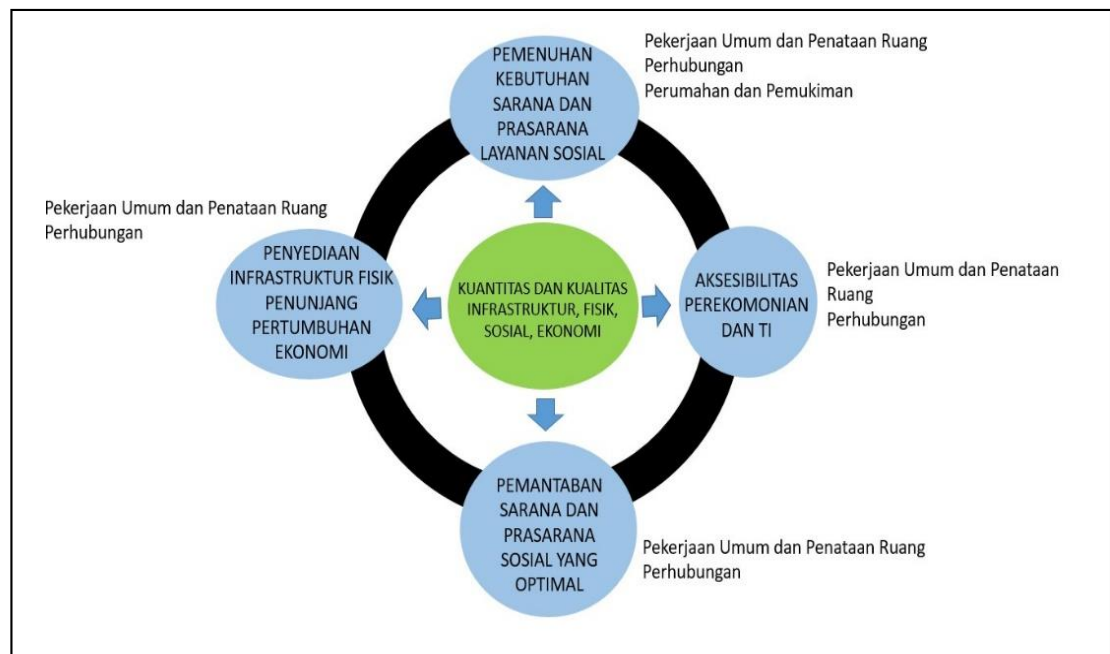 PEMENUHAN
KEBUTUHAN
SARANA DAN
PRASARANA
LAYANAN SOSIAL
Pekerjaan Umum dan Penataan Ruang
Perhubungan
Perumahan dan Pemukiman
Pekerjaan Umum dan Penataan Ruang
Perhubungan
PENYEDIAAN
INFRASTRUKTUR FISIK
PENUNJANG
PERTUMBUHAN
EKONOMI
KUANTITAS DAN KUALITAS
INFRASTRUKTUR, FISIK,
SOSIAL, EKONOMI
AKSESIBILITAS
PEREKOMONIAN
DAN TI
Pekerjaan Umum dan Penataan
Ruang
Perhubungan
PEMANTABAN
SARANA DAN
PRASARANA
SOSIAL YANG
OPTIMAL
Pekerjaan Umum dan Penataan Ruang
Perhubungan